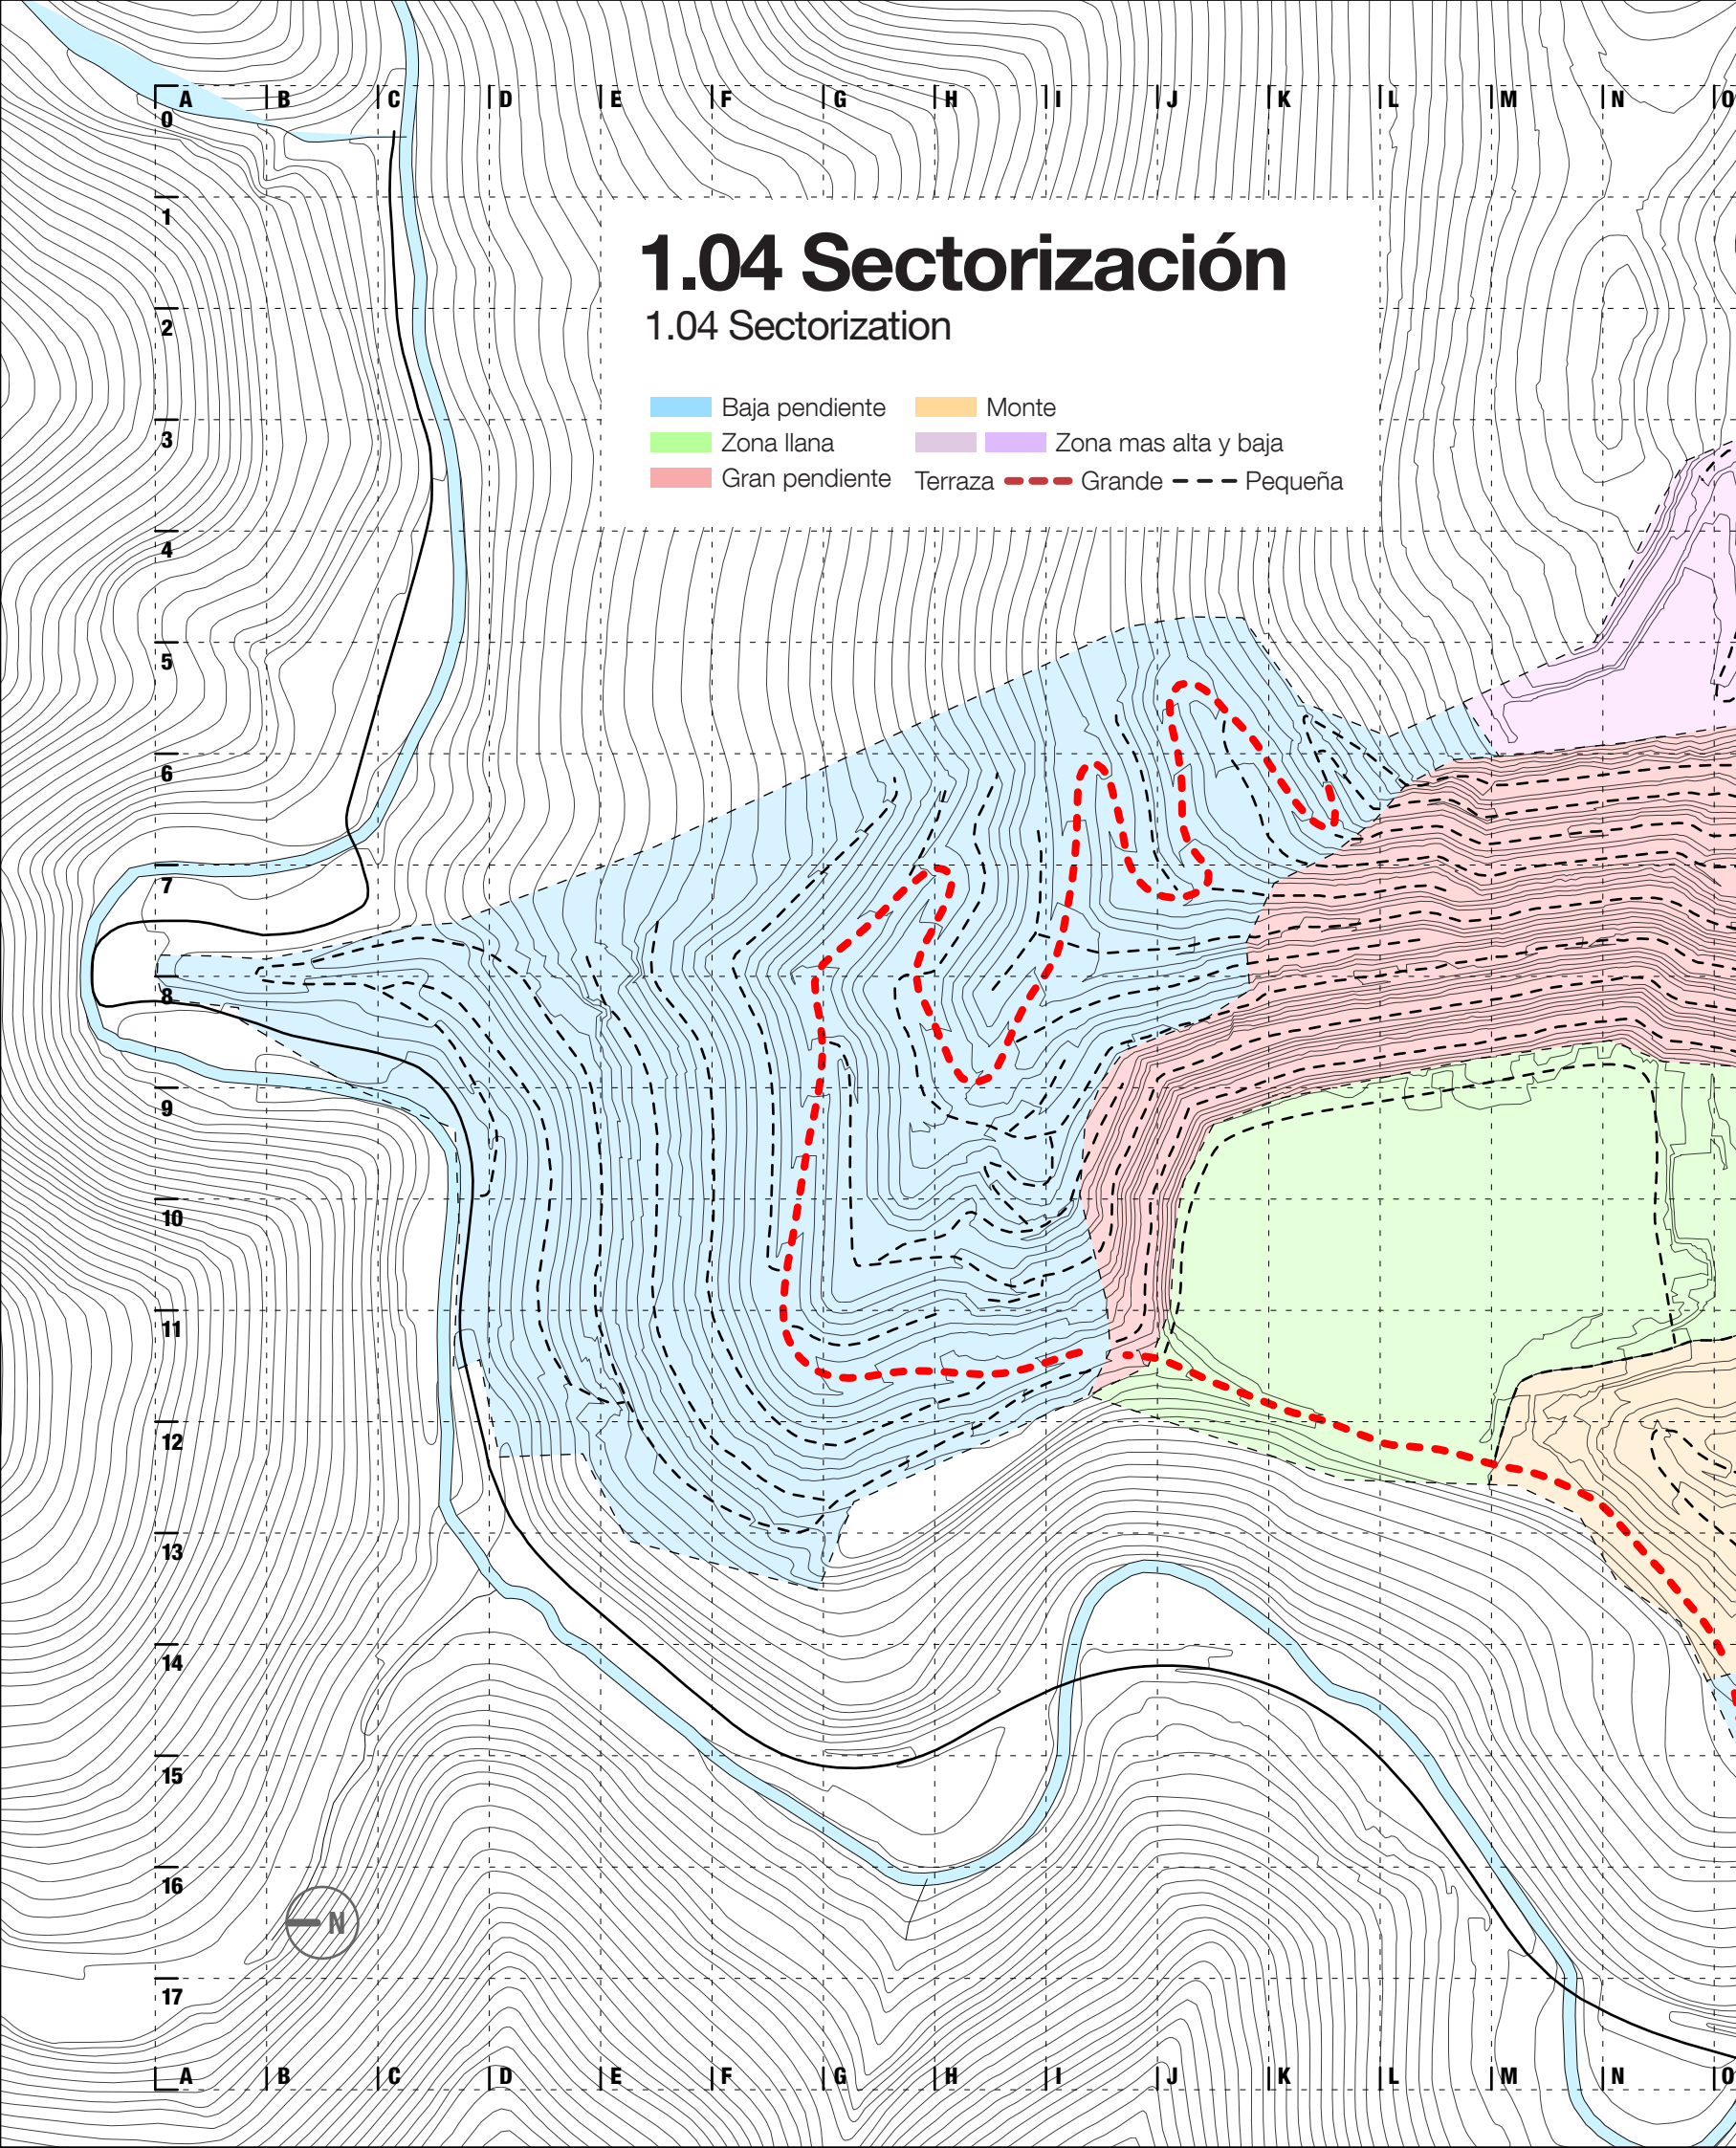 A B C D E F G H I J K L M N O
0
1
1.04 Sectorización
2
1.04 Sectorization
Baja pendiente Monte
3
Zona llana Zona mas alta y baja
Gran pendiente Terraza Grande Pequeña
4
5
6
7
8
9
10
11
12
13
14
15
16
N
17
A B C D E F G H I J K L M N O